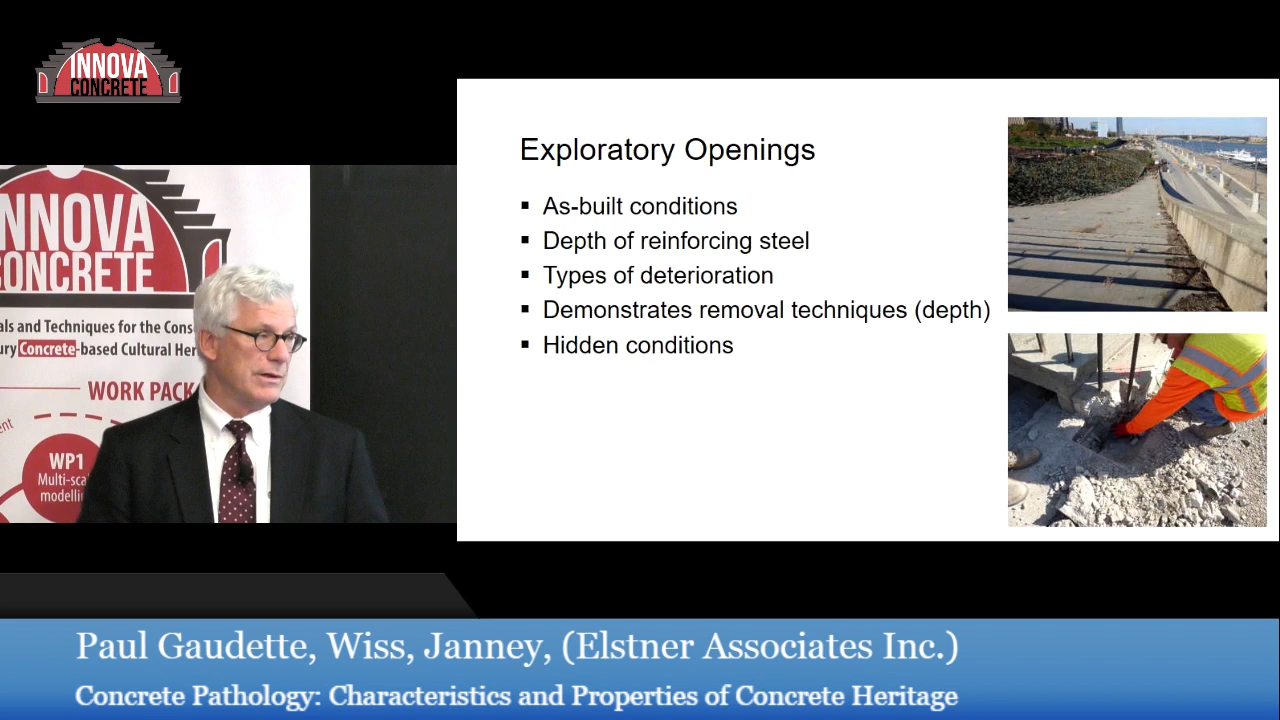 INNOVA
CONCRETE
INNOVA
CONCRETE
als and Techniques for the Cons
ury Concrete-based Cultural Her
WORK PACK
ent
WP1
Multi-sca
modelli
Exploratory Openings
▪ As-built conditions
▪ Depth of reinforcing steel
▪ Types of deterioration
▪ Demonstrates removal techniques (depth)
▪ Hidden conditions
Paul Gaudette, Wiss, Janney, (Elstner Associates Inc.)
Concrete Pathology: Characteristics and Properties of Concrete Heritage